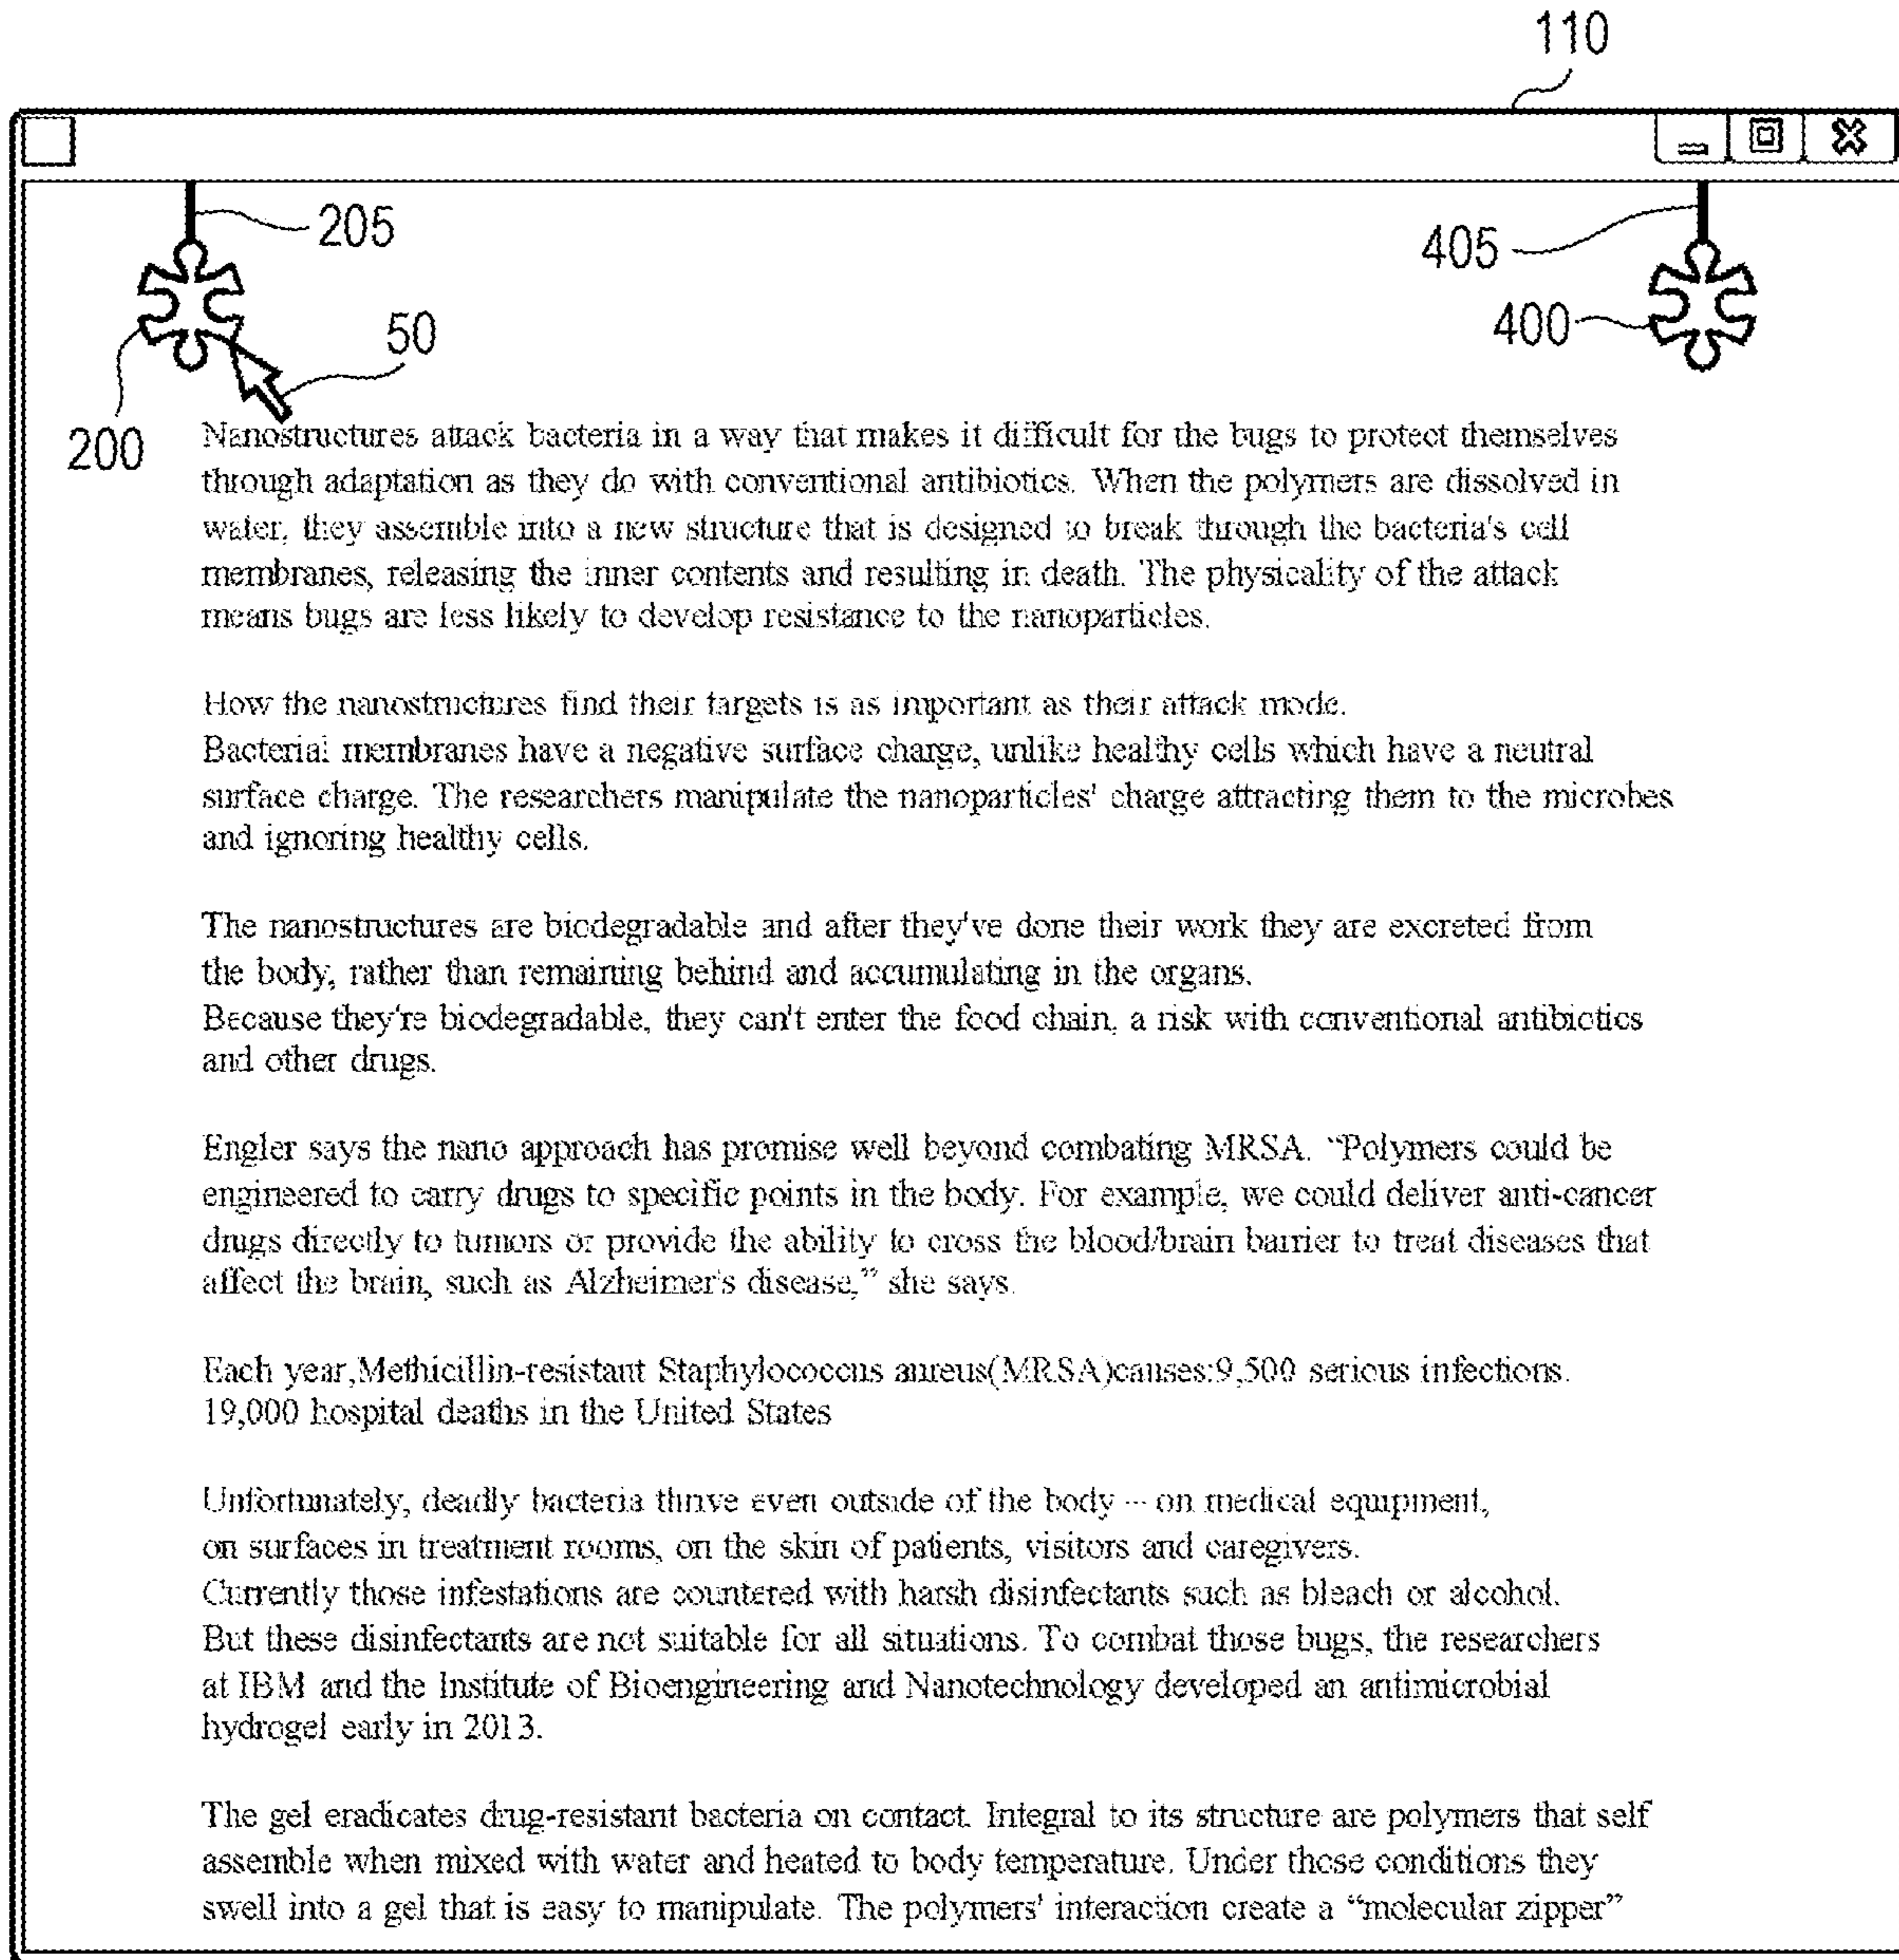 110
205
405
50
400
200
Nanostructures attack bacteria in a way that makes it difficult for the bugs to protect themselves
through adaptation as they do with conventional antibiotics. When the polymers are dissolved in
water, they assemble into a new structure that is designed to break through the bacteria's cell
membranes, releasing the inner contents and resulting in death. The physicality of the attack
means bugs are less likely to develop resistance to the nanoparticles.
How the nanostructures find their targets is as important as their attack mode.
Bacterial membranes have a negative surface charge, unlike healthy cells which have a neutral
surface charge. The researchers manipulate the nanoparticles' charge attracting them to the microbes
and ignoring healthy cells.
The nanostructures are biodegradable and after they've done their work they are excreted from
the body, rather than remaining behind and accumulating in the organs.
Because they're biodegradable, they can't enter the food chain, a risk with conventional antibiotics
and other drugs.
Engler says the nano approach has promise well beyond combating MRSA. “Polymers could be
engineered to carry drugs to specific points in the body. For example, we could deliver anti-cancer
drugs directly to tumors or provide the ability to cross the blood/brain barrier to treat diseases that
affect the brain, such as Alzheimer's disease,” she says.
Each year,Methicillin-resistant Staphylococcus aureus(MRSA)causes:9,500 serious infections.
19,000 hospital deaths in the United States
Unfortunately, deadly bacteria thrive even outside of the body -- on medical equipment,
on surfaces in treatment rooms, on the skin of patients, visitors and caregivers.
Currently those infestations are countered with harsh disinfectants such as bleach or alcohol.
But these disinfectants are not suitable for all situations. To combat those bugs, the researchers
at IBM and the Institute of Bioengineering and Nanotechnology developed an antimicrobial
hydrogel early in 2013.
The gel eradicates drug-resistant bacteria on contact. Integral to its structure are polymers that self
assemble when mixed with water and heated to body temperature. Under those conditions they
swell into a gel that is easy to manipulate. The polymers' interaction create a “molecular zipper”